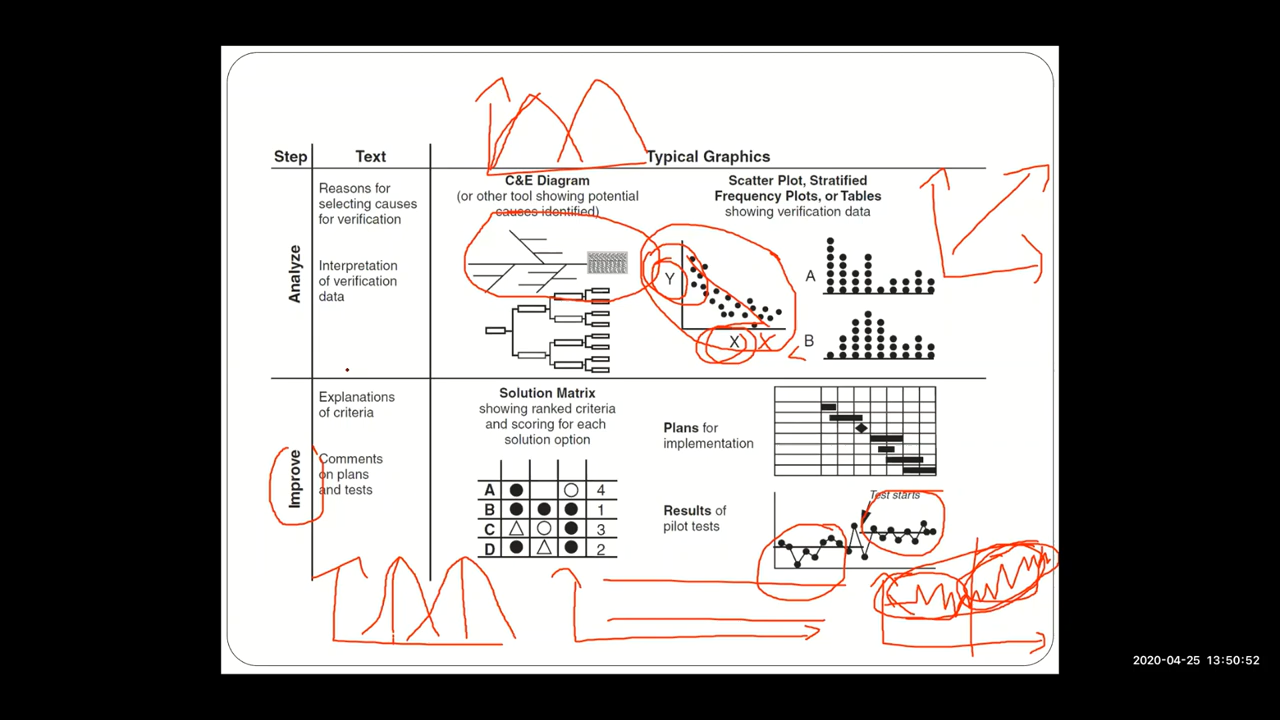 Step
Text
Typical Graphics
Analyze
Reasons for
selecting causes
for verification
Interpretation
of verification
data
C&E Diagram
(or other tool showing potential
causes identified)
Scatter Plot, Stratified
Frequency Plots, or Tables
showing verification data
Y
X
X
A
B
Improve
Explanations
of criteria
Comments
on plans
and tests
Solution Matrix
showing ranked criteria
and scoring for each
solution option
A 4
B 1
C 3
D 2
Plans for
implementation
Results of
pilot tests
Test starts
2020-04-25 13:50:52